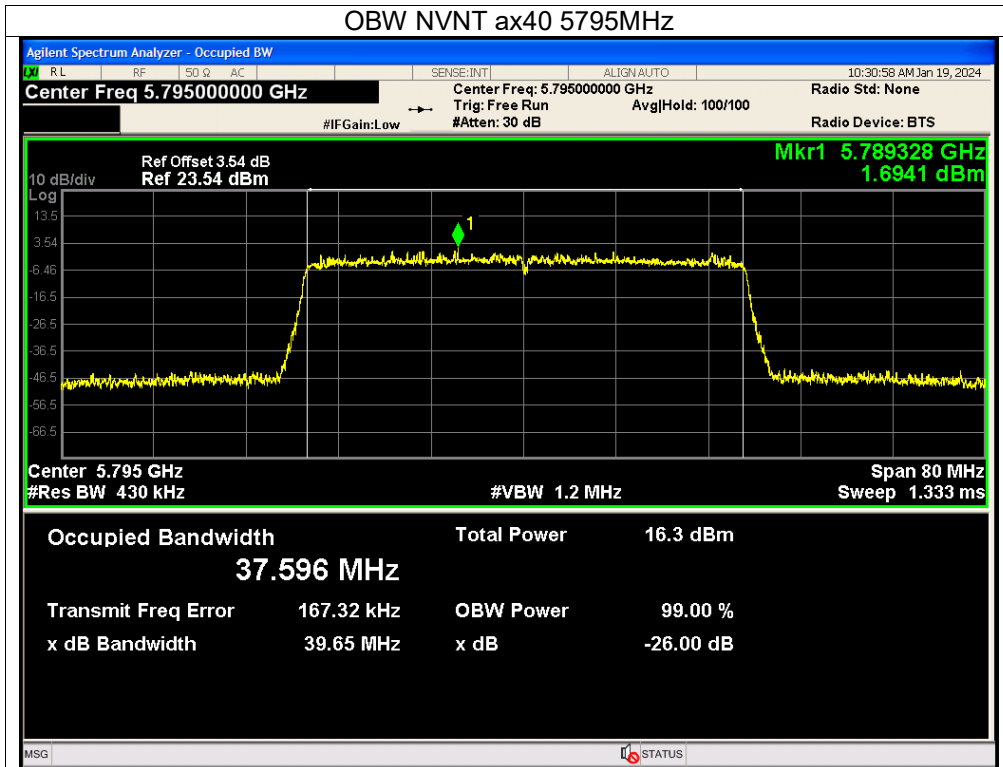 OBW NVNT ax40 5795MHz
Agilent Spectrum Analyzer - Occupied BW
LXI RL RF 50 Ω AC SENSE:INT ALIGN AUTO 10:30:58 AM Jan 19, 2024
Center Freq 5.795000000 GHz Center Freq: 5.795000000 GHz Radio Std: None
Trig: Free Run Avg|Hold: 100/100
#IFGain:Low #Atten: 30 dB Radio Device: BTS
Mkr1 5.789328 GHz
1.6941 dBm
Ref Offset 3.54 dB
10 dB/div Ref 23.54 dBm
Log
13.5
1
3.54
-6.46
-16.5
-26.5
-36.5
-46.5
-56.5
-66.5
Center 5.795 GHz Span 80 MHz
#Res BW 430 kHz #VBW 1.2 MHz Sweep 1.333 ms
Occupied Bandwidth Total Power 16.3 dBm
37.596 MHz
Transmit Freq Error 167.32 kHz OBW Power 99.00 %
x dB Bandwidth 39.65 MHz x dB -26.00 dB
MSG STATUS